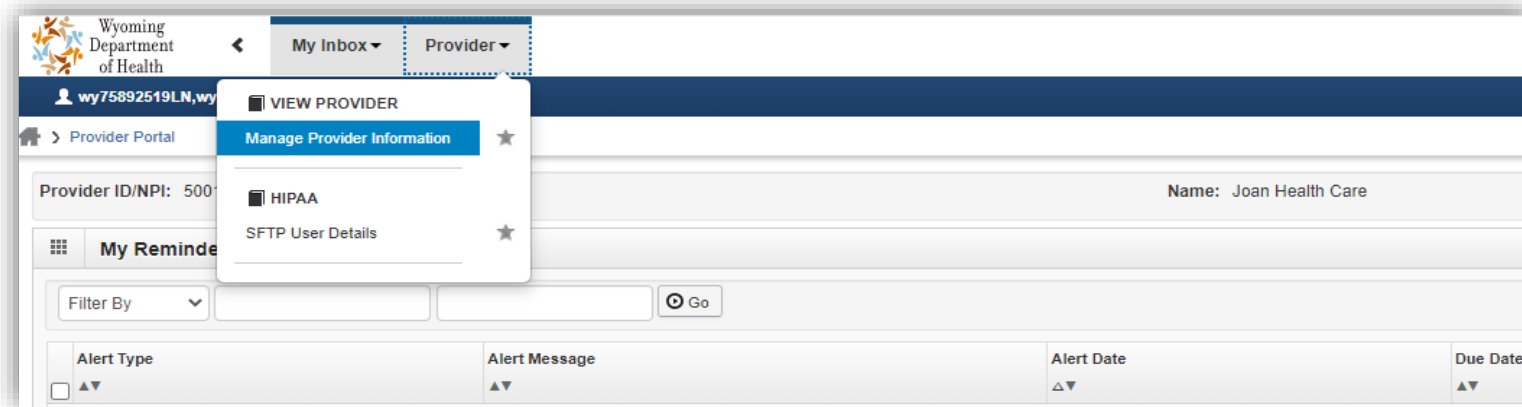 Wyoming
Department
of Health
My Inbox Provider
wy75892519LN,wy
VIEW PROVIDER
Provider Portal
Manage Provider Information
Provider ID/NPI: 5001
Name: Joan Health Care
HIPAA
SFTP User Details
My Reminde
Filter By
Go
Alert Type Alert Message Alert Date Due Date